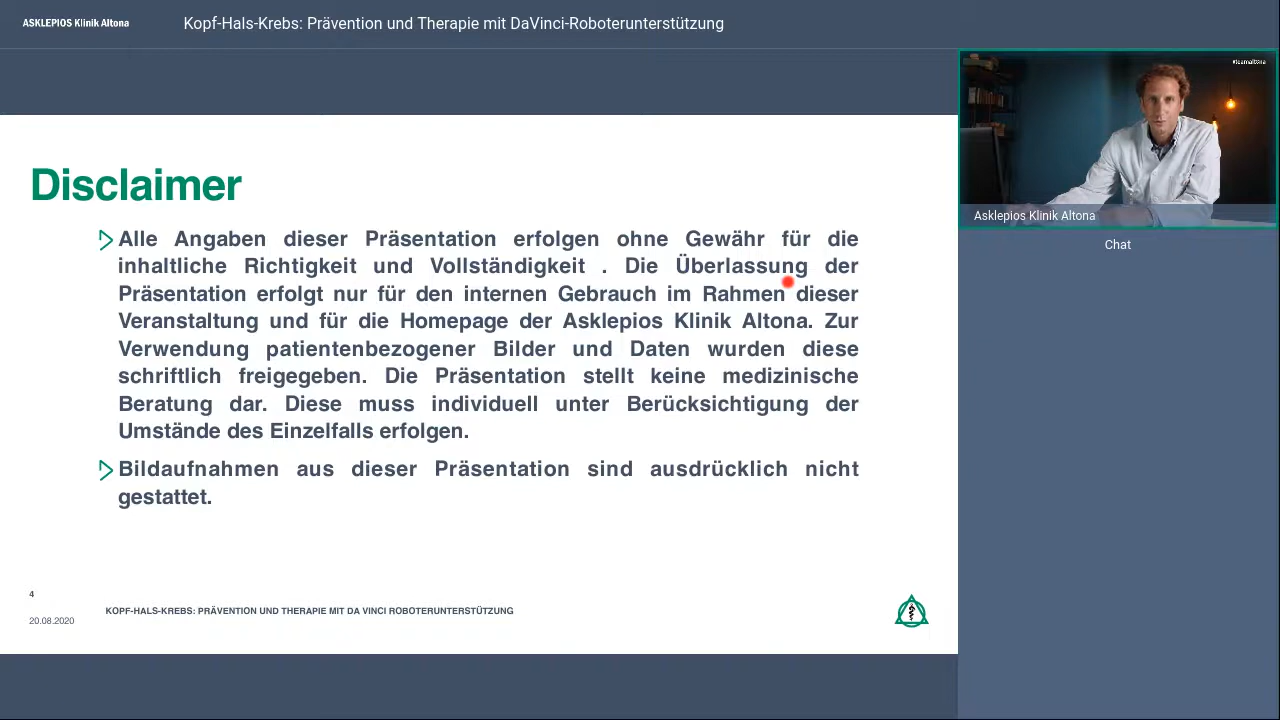 ASKLEPIOS Klinik Altona
Kopf-Hals-Krebs: Prävention und Therapie mit DaVinci-Roboterunterstützung
#teamaltona
Asklepios Klinik Altona
Chat
Disclaimer
Alle Angaben dieser Präsentation erfolgen ohne Gewähr für die
inhaltliche Richtigkeit und Vollständigkeit . Die Überlassung der
Präsentation erfolgt nur für den internen Gebrauch im Rahmen dieser
Veranstaltung und für die Homepage der Asklepios Klinik Altona. Zur
Verwendung patientenbezogener Bilder und Daten wurden diese
schriftlich freigegeben. Die Präsentation stellt keine medizinische
Beratung dar. Diese muss individuell unter Berücksichtigung der
Umstände des Einzelfalls erfolgen.
Bildaufnahmen aus dieser Präsentation sind ausdrücklich nicht
gestattet.
4
KOPF-HALS-KREBS: PRÄVENTION UND THERAPIE MIT DA VINCI ROBOTERUNTERSTÜTZUNG
20.08.2020